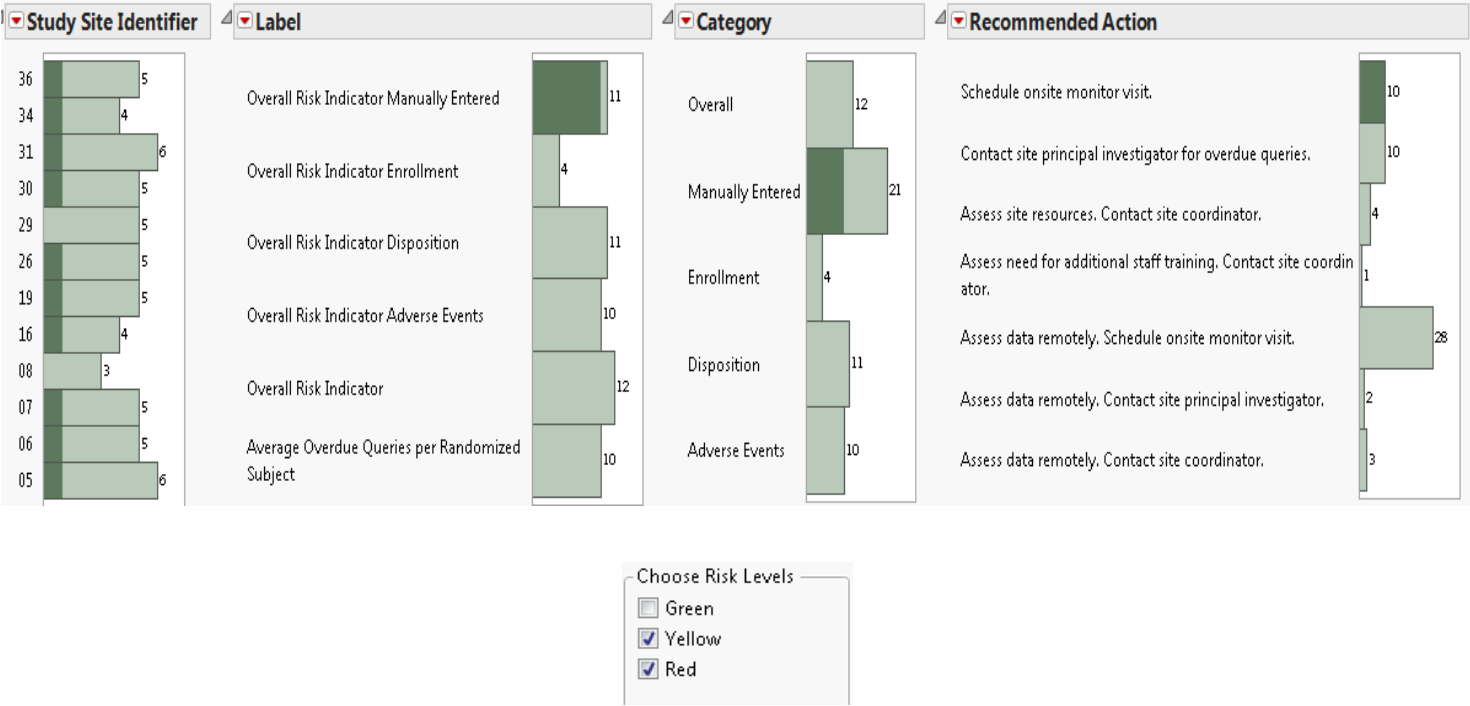 Study Site Identifier
36
5
34
4
31
6
30
5
29
5
26
5
19
5
16
4
08
3
07
5
06
5
05
6
Label
Overall Risk Indicator Manually Entered
11
Overall Risk Indicator Enrollment
4
Overall Risk Indicator Disposition
11
Overall Risk Indicator Adverse Events
10
Overall Risk Indicator
12
Average Overdue Queries per Randomized
Subject
10
Category
Overall
12
Manually Entered
21
Enrollment
4
Disposition
11
Adverse Events
10
Recommended Action
Schedule onsite monitor visit.
10
Contact site principal investigator for overdue queries.
10
Assess site resources. Contact site coordinator.
4
Assess need for additional staff training. Contact site coordin
ator.
1
Assess data remotely. Schedule onsite monitor visit.
28
Assess data remotely. Contact site principal investigator.
2
Assess data remotely. Contact site coordinator.
3
Choose Risk Levels
Green
Yellow
Red